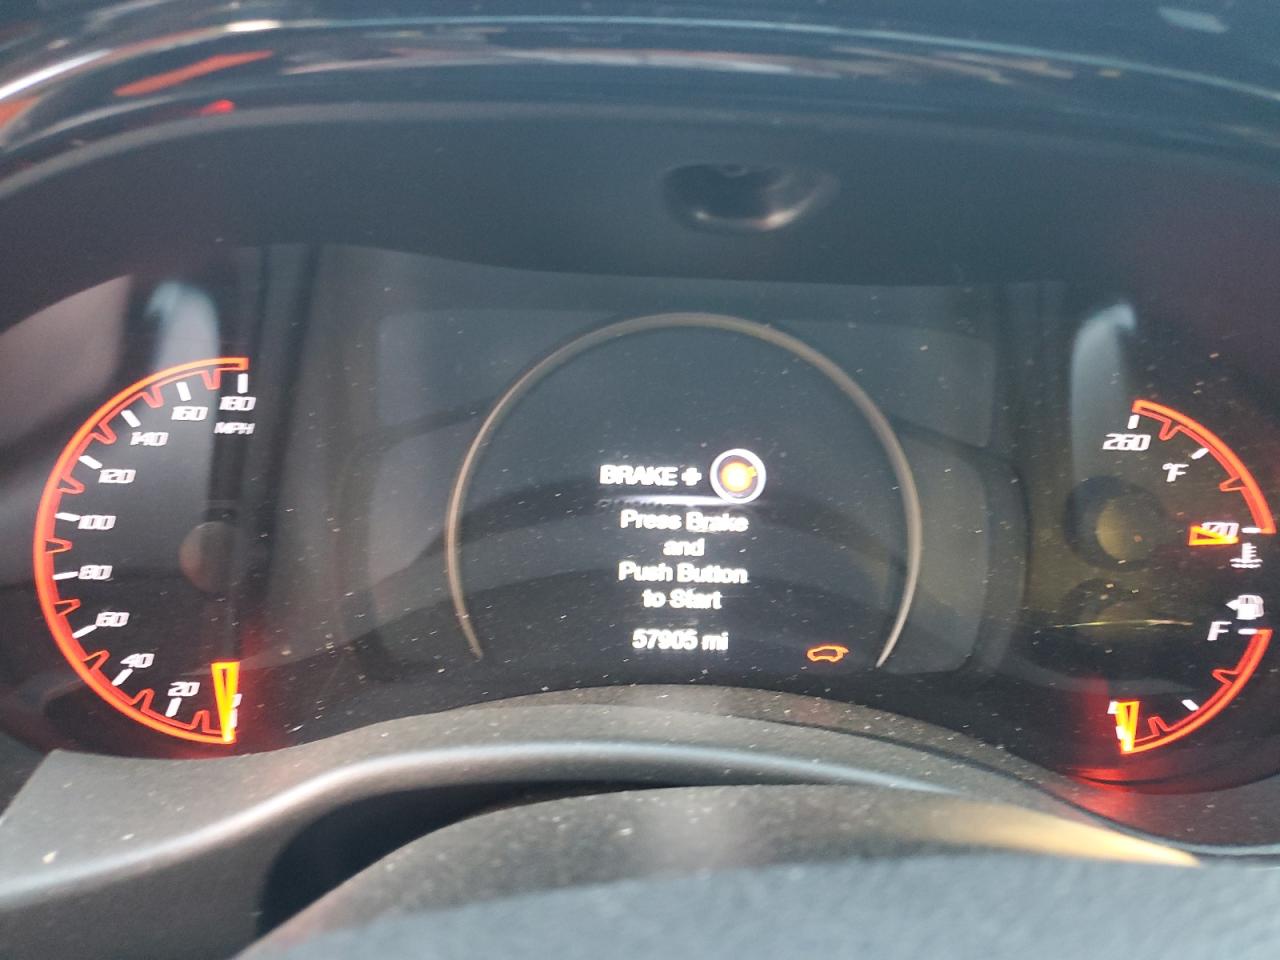 180
160
MPH
140
120
100
80
60
40
20
BRAKE +
Press Brake
and
Push Button
to Start
57905 mi
260
°F
F